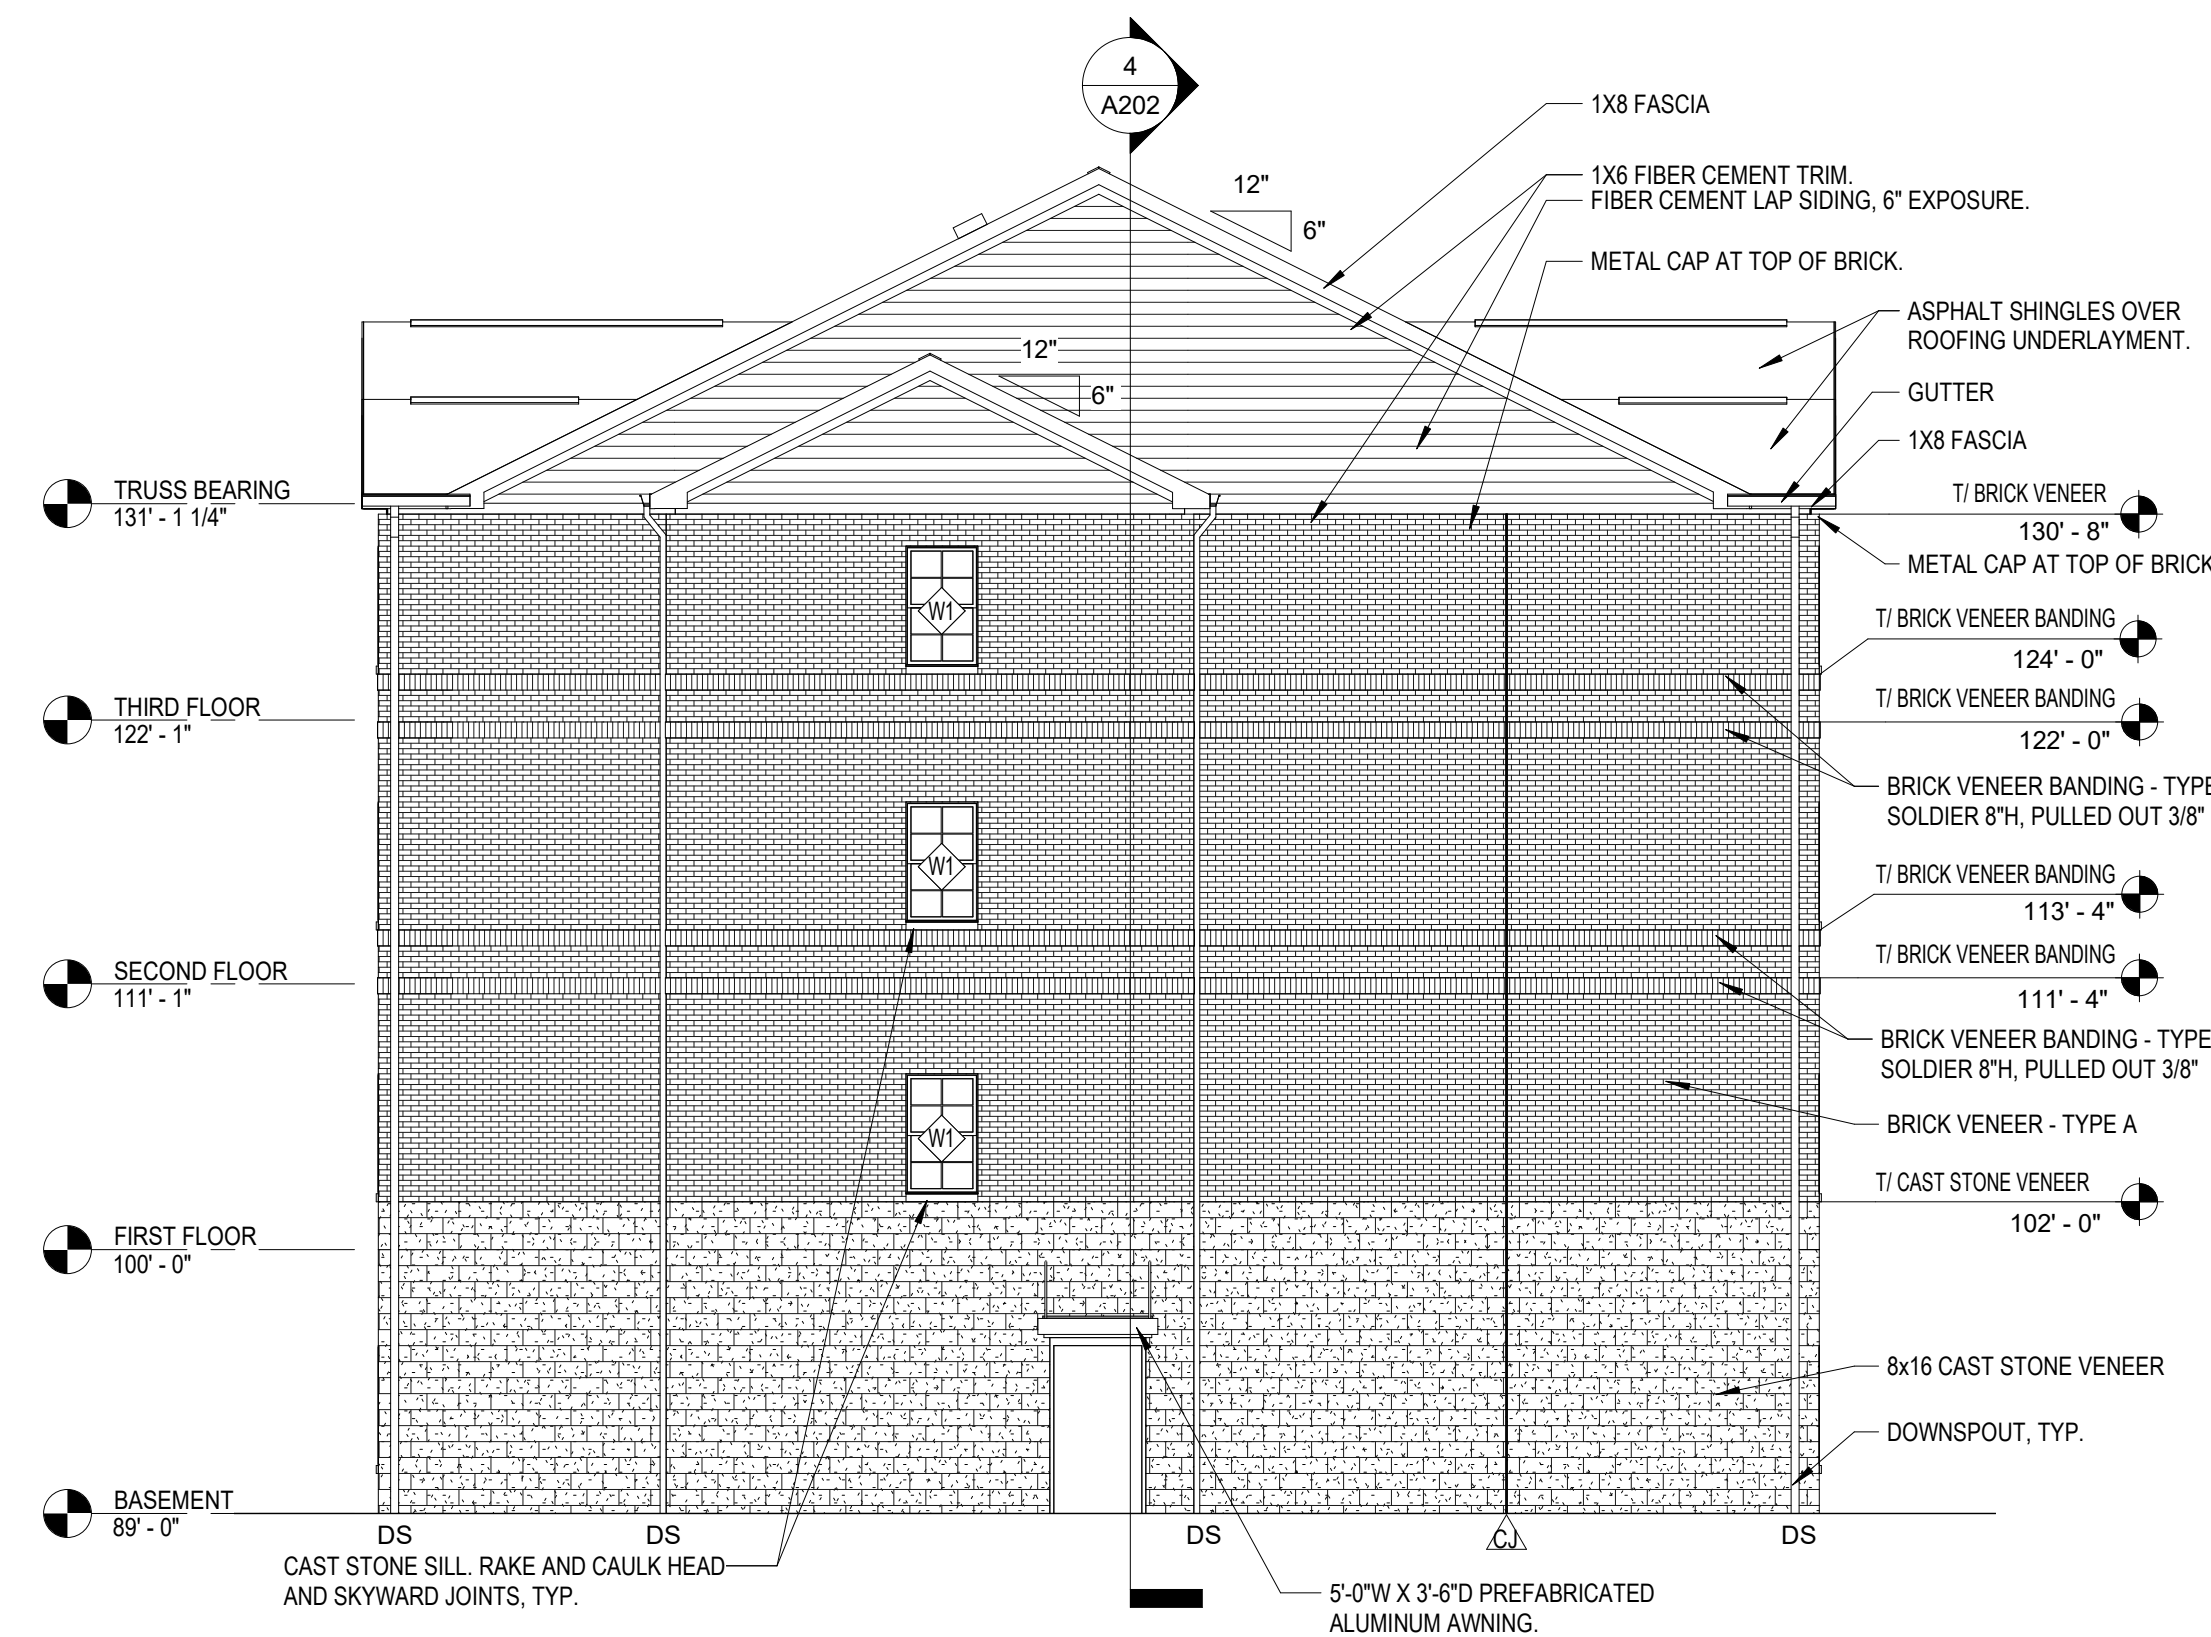 4
A202
1X8 FASCIA
12"
6"
1X6 FIBER CEMENT TRIM.
FIBER CEMENT LAP SIDING, 6" EXPOSURE.
METAL CAP AT TOP OF BRICK.
ASPHALT SHINGLES OVER
ROOFING UNDERLAYMENT.
12"
6"
GUTTER
1X8 FASCIA
TRUSS BEARING
131' - 1 1/4"
T/ BRICK VENEER
130' - 8"
METAL CAP AT TOP OF BRICK
W1
T/ BRICK VENEER BANDING
124' - 0"
THIRD FLOOR
122' - 1"
T/ BRICK VENEER BANDING
122' - 0"
BRICK VENEER BANDING - TYPE
SOLDIER 8"H, PULLED OUT 3/8"
W1
T/ BRICK VENEER BANDING
113' - 4"
SECOND FLOOR
111' - 1"
T/ BRICK VENEER BANDING
111' - 4"
BRICK VENEER BANDING - TYPE
SOLDIER 8"H, PULLED OUT 3/8"
W1
BRICK VENEER - TYPE A
T/ CAST STONE VENEER
102' - 0"
FIRST FLOOR
100' - 0"
8x16 CAST STONE VENEER
DOWNSPOUT, TYP.
BASEMENT
89' - 0"
DS
DS
DS
CJ
DS
CAST STONE SILL. RAKE AND CAULK HEAD
AND SKYWARD JOINTS, TYP.
5'-0"W X 3'-6"D PREFABRICATED
ALUMINUM AWNING.